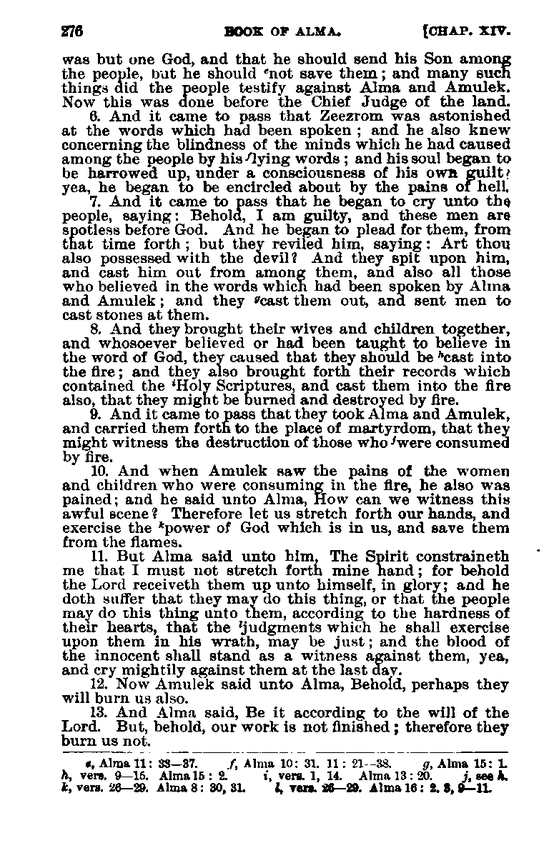 276 BOOK OF ALMA. [CHAP. XIV.
was but one God, and that he should send his Son among
the people, but he should ᵉnot save them; and many such
things did the people testify against Alma and Amulek.
Now this was done before the Chief Judge of the land.
6. And it came to pass that Zeezrom was astonished
at the words which had been spoken; and he also knew
concerning the blindness of the minds which he had caused
among the people by his ᶠlying words; and his soul began to
be harrowed up, under a consciousness of his own guilt;
yea, he began to be encircled about by the pains of hell.
7. And it came to pass that he began to cry unto the
people, saying: Behold, I am guilty, and these men are
spotless before God. And he began to plead for them, from
that time forth; but they reviled him, saying: Art thou
also possessed with the devil? And they spit upon him,
and cast him out from among them, and also all those
who believed in the words which had been spoken by Alma
and Amulek; and they ᵍcast them out, and sent men to
cast stones at them.
8. And they brought their wives and children together,
and whosoever believed or had been taught to believe in
the word of God, they caused that they should be ʰcast into
the fire; and they also brought forth their records which
contained the ⁱHoly Scriptures, and cast them into the fire
also, that they might be burned and destroyed by fire.
9. And it came to pass that they took Alma and Amulek,
and carried them forth to the place of martyrdom, that they
might witness the destruction of those who ʲwere consumed
by fire.
10. And when Amulek saw the pains of the women
and children who were consuming in the fire, he also was
pained; and he said unto Alma, How can we witness this
awful scene? Therefore let us stretch forth our hands, and
exercise the ᵏpower of God which is in us, and save them
from the flames.
11. But Alma said unto him, The Spirit constraineth
me that I must not stretch forth mine hand; for behold
the Lord receiveth them up unto himself, in glory; and he
doth suffer that they may do this thing, or that the people
may do this thing unto them, according to the hardness of
their hearts, that the ˡjudgments which he shall exercise
upon them in his wrath, may be just; and the blood of
the innocent shall stand as a witness against them, yea,
and cry mightily against them at the last day.
12. Now Amulek said unto Alma, Behold, perhaps they
will burn us also.
13. And Alma said, Be it according to the will of the
Lord. But, behold, our work is not finished; therefore they
burn us not.
e, Alma 11: 33—37. f, Alma 10: 31. 11: 21—38. g, Alma 15: 1.
h, vers. 9—15. Alma 15: 2. i, vers. 1, 14. Alma 13: 20. j, see h.
k, vers. 26—29. Alma 8: 30, 31. l, vers. 26—29. Alma 16: 2, 3, 9—11.